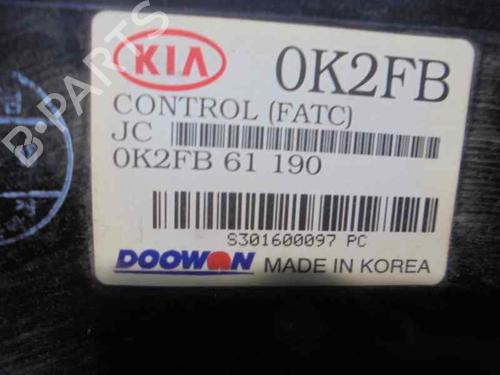 KIA 0K2FB
CONTROL (FATC)
JC
0K2FB 61 190
S301600097 PC
DOOWON MADE IN KOREA
B-PARTS